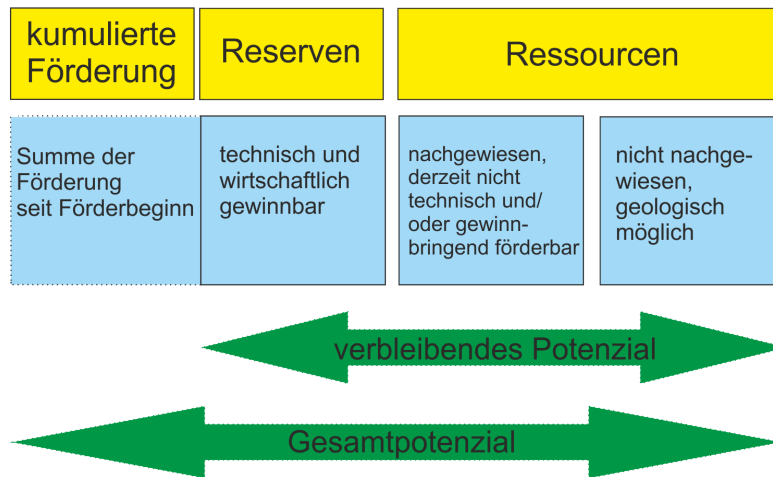 kumulierte
Förderung
Reserven
Ressourcen
Summe der
Förderung
seit Förderbeginn
technisch und
wirtschaftlich
gewinnbar
nachgewiesen,
derzeit nicht
technisch und/
oder gewinn-
bringend förderbar
nicht nachge-
wiesen,
geologisch
möglich
verbleibendes Potenzial
Gesamtpotenzial